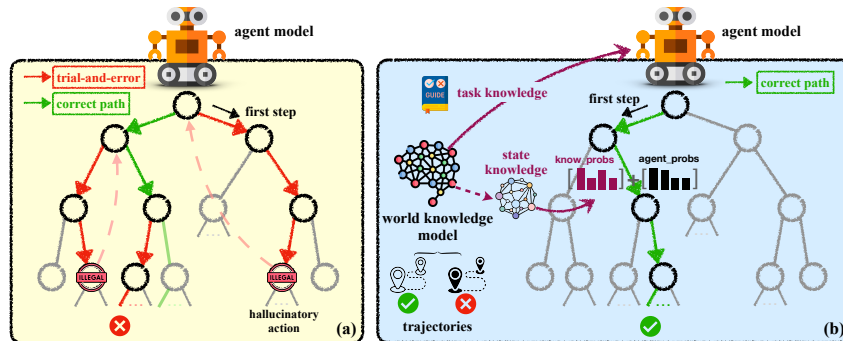 agent model
trial-and-error
correct path
first step
ILLEGAL
ILLEGAL
hallucinatory
action
(a)
agent model
GUIDE
task knowledge
correct path
first step
state
knowledge
know_probs
agent_probs
[ ] + [ ]
world knowledge
model
trajectories
(b)